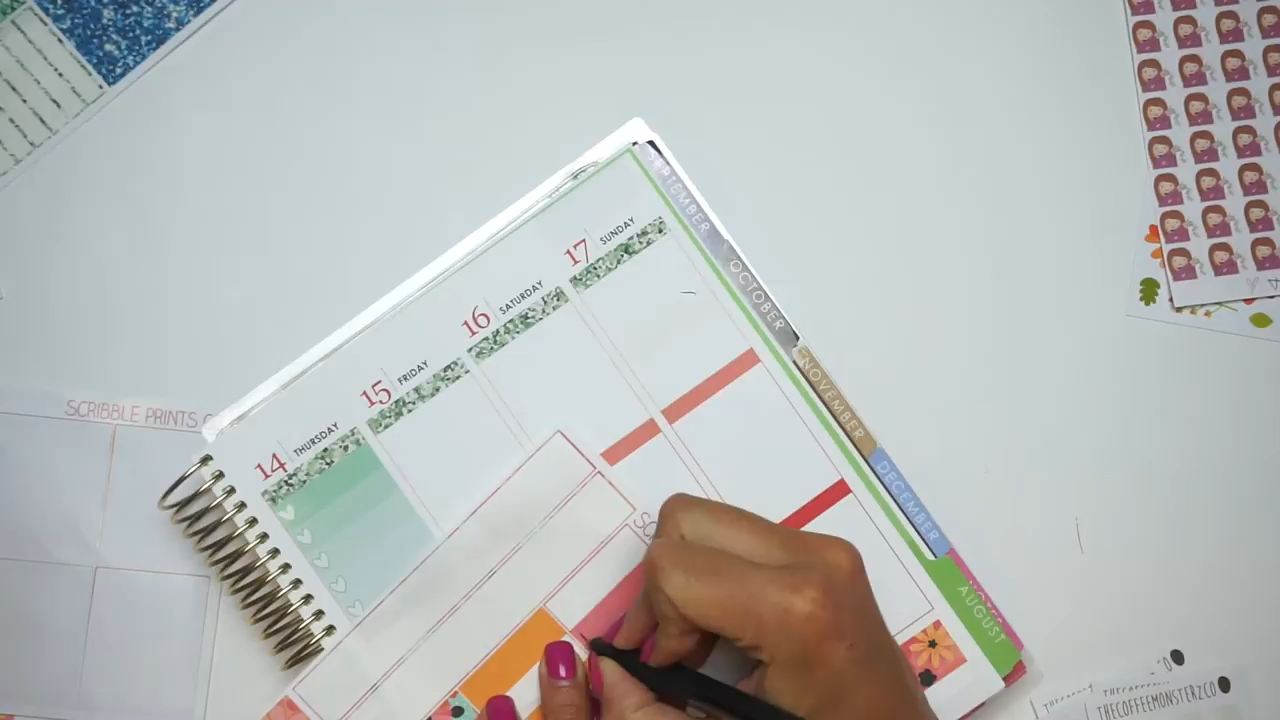 SEPTEMBER
OCTOBER
NOVEMBER
DECEMBER
AUGUST
17 SUNDAY
16 SATURDAY
15 FRIDAY
14 THURSDAY
SCRIBBLE PRINTS
THECOFFEEMONSTERZCO